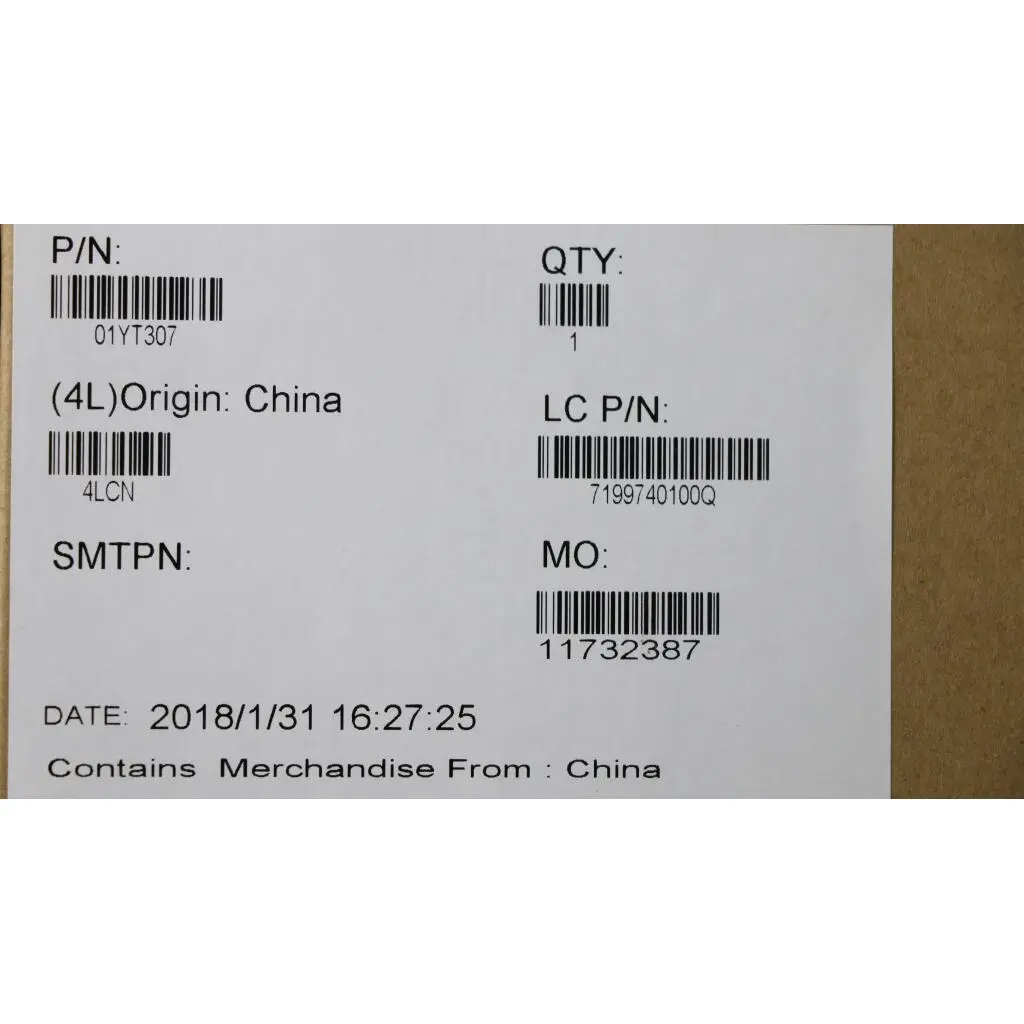 P/N:
01YT307
QTY:
1
(4L)Origin: China
4LCN
LC P/N:
7199740100Q
SMTPN:
MO:
11732387
DATE: 2018/1/31 16:27:25
Contains Merchandise From : China